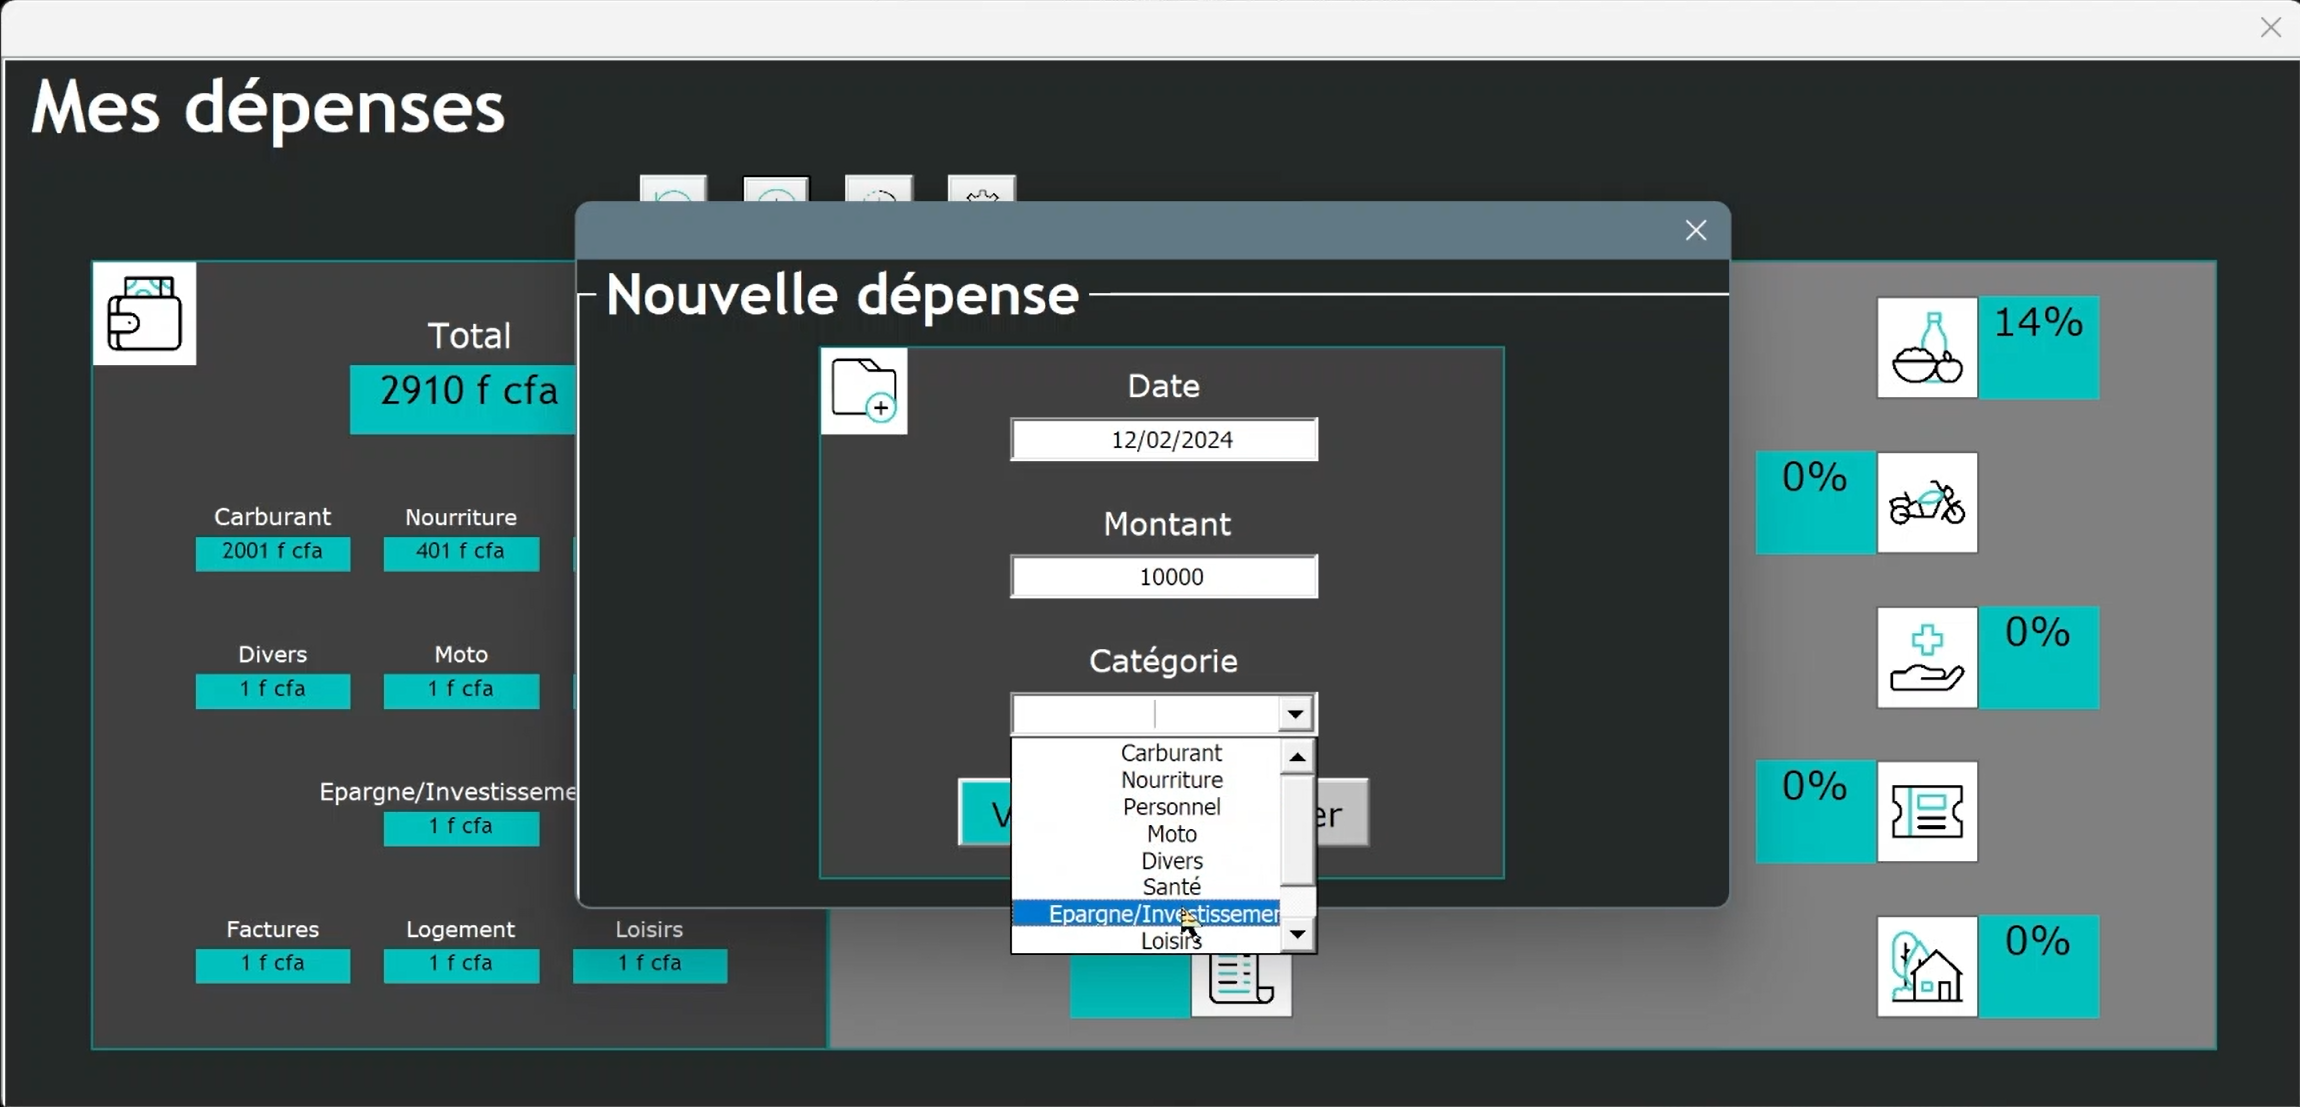 Mes dépenses
Nouvelle dépense
Total
2910 f cfa
Carburant
2001 f cfa
Nourriture
401 f cfa
Divers
1 f cfa
Moto
1 f cfa
Epargne/Investisseme
1 f cfa
Factures
1 f cfa
Logement
1 f cfa
Loisirs
1 f cfa
Date
12/02/2024
Montant
10000
Catégorie
Carburant
Nourriture
Personnel
Moto
Divers
Santé
Epargne/Investissemen
Loisirs
V
er
14%
0%
0%
0%
0%